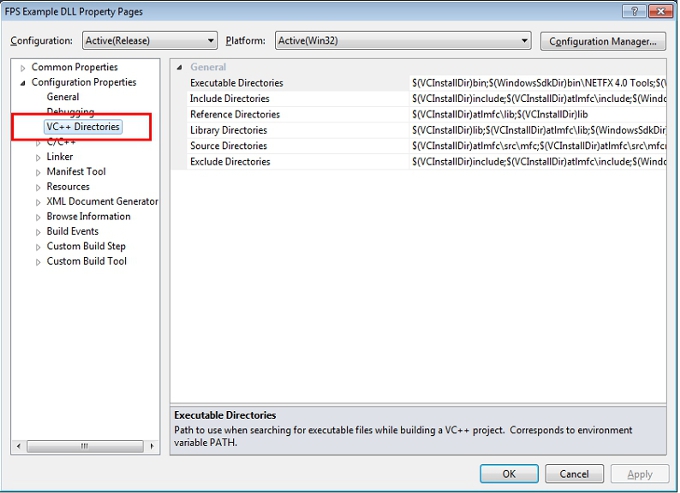 FPS Example DLL Property Pages
Configuration: Active(Release) Platform: Active(Win32) Configuration Manager...
Common Properties
Configuration Properties
General
Debugging
VC++ Directories
C/C++
Linker
Manifest Tool
Resources
XML Document Generator
Browse Information
Build Events
Custom Build Step
Custom Build Tool
General
Executable Directories $(VCInstallDir)bin;$(WindowsSdkDir)bin\NETFX 4.0 Tools;$(
Include Directories $(VCInstallDir)include;$(VCInstallDir)atlmfc\include;$(Windo
Reference Directories $(VCInstallDir)atlmfc\lib;$(VCInstallDir)lib
Library Directories $(VCInstallDir)lib;$(VCInstallDir)atlmfc\lib;$(WindowsSdkDir
Source Directories $(VCInstallDir)atlmfc\src\mfc;$(VCInstallDir)atlmfc\src\mfcm
Exclude Directories $(VCInstallDir)include;$(VCInstallDir)atlmfc\include;$(Windo
Executable Directories
Path to use when searching for executable files while building a VC++ project. Corresponds to environment
variable PATH.
OK Cancel Apply